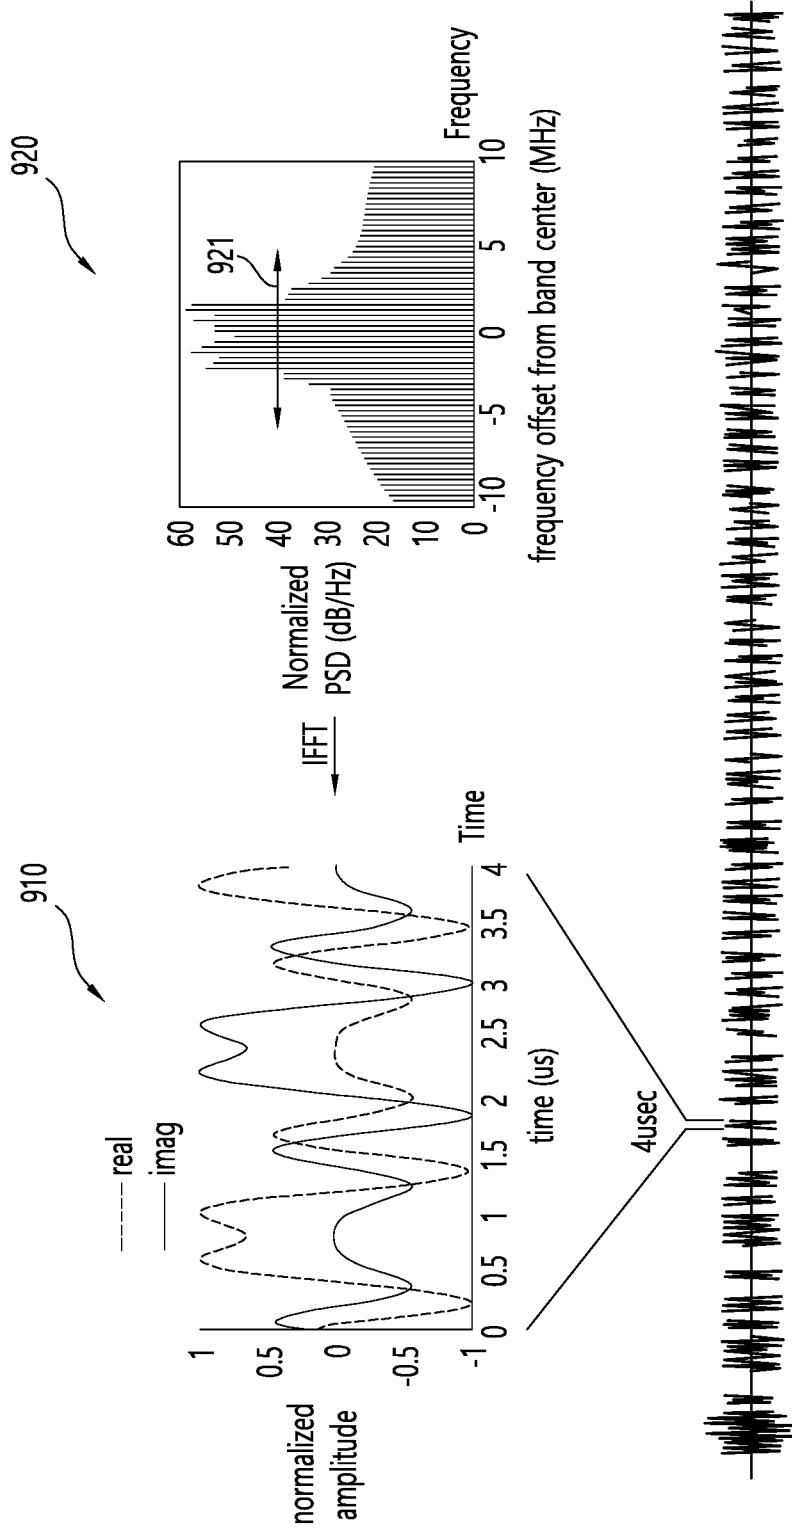 910
real
imag
normalized
amplitude
1
0.5
0
-0.5
-1
0
0.5
1
1.5
2
2.5
3
3.5
4
Time
time (us)
IFFT
920
921
Normalized
PSD (dB/Hz)
60
50
40
30
20
10
0
-10
-5
0
5
10
Frequency
frequency offset from band center (MHz)
4usec